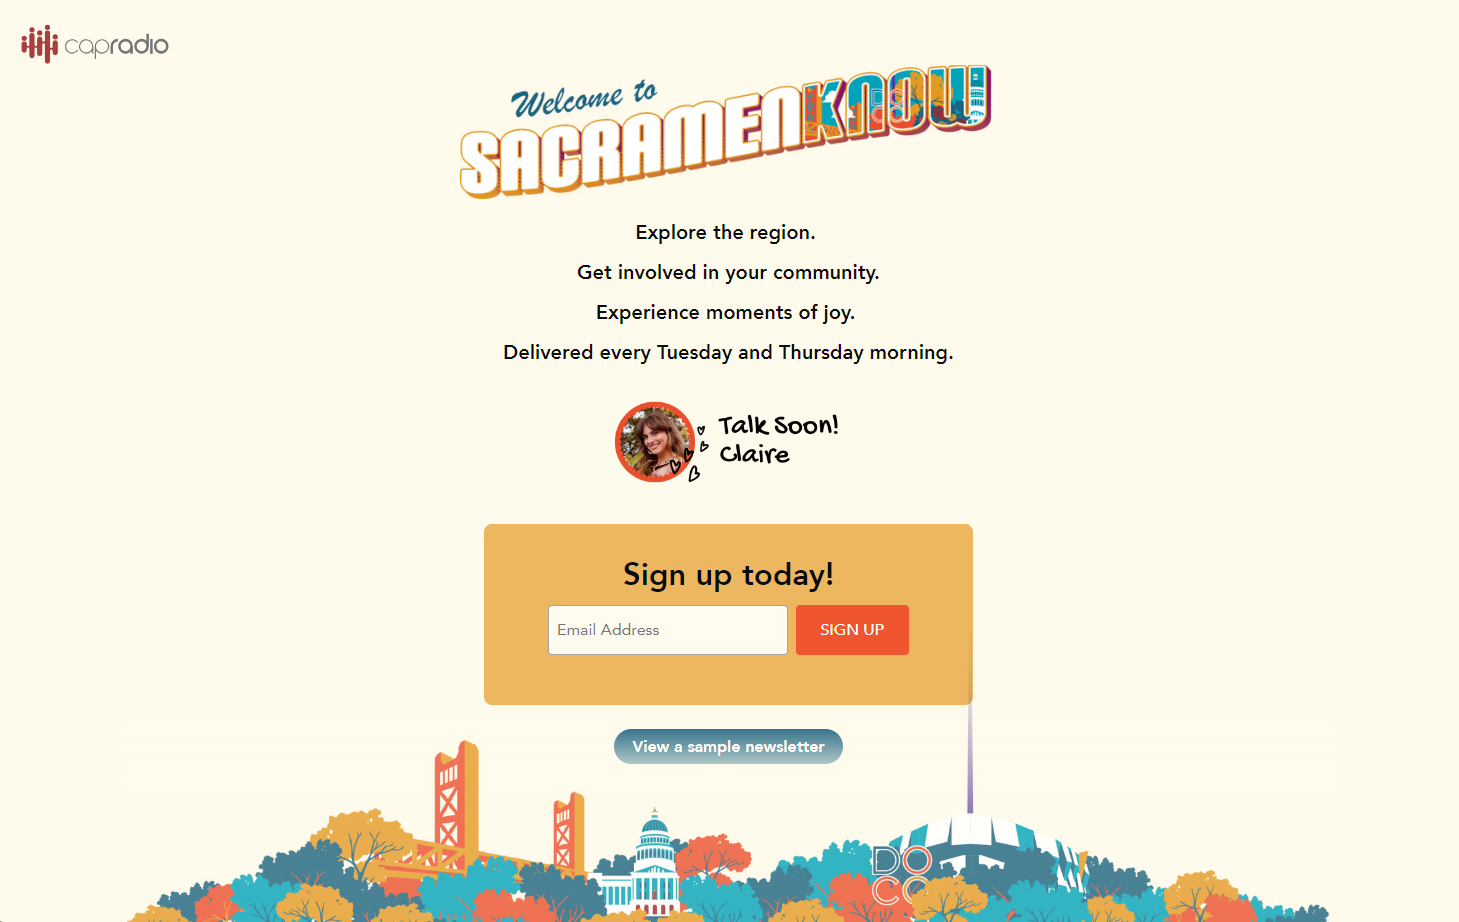 capradio
Welcome to
SACRAMENKNOW
Explore the region.
Get involved in your community.
Experience moments of joy.
Delivered every Tuesday and Thursday morning.
Talk Soon!
Claire
Sign up today!
Email Address
SIGN UP
View a sample newsletter
DO
CO